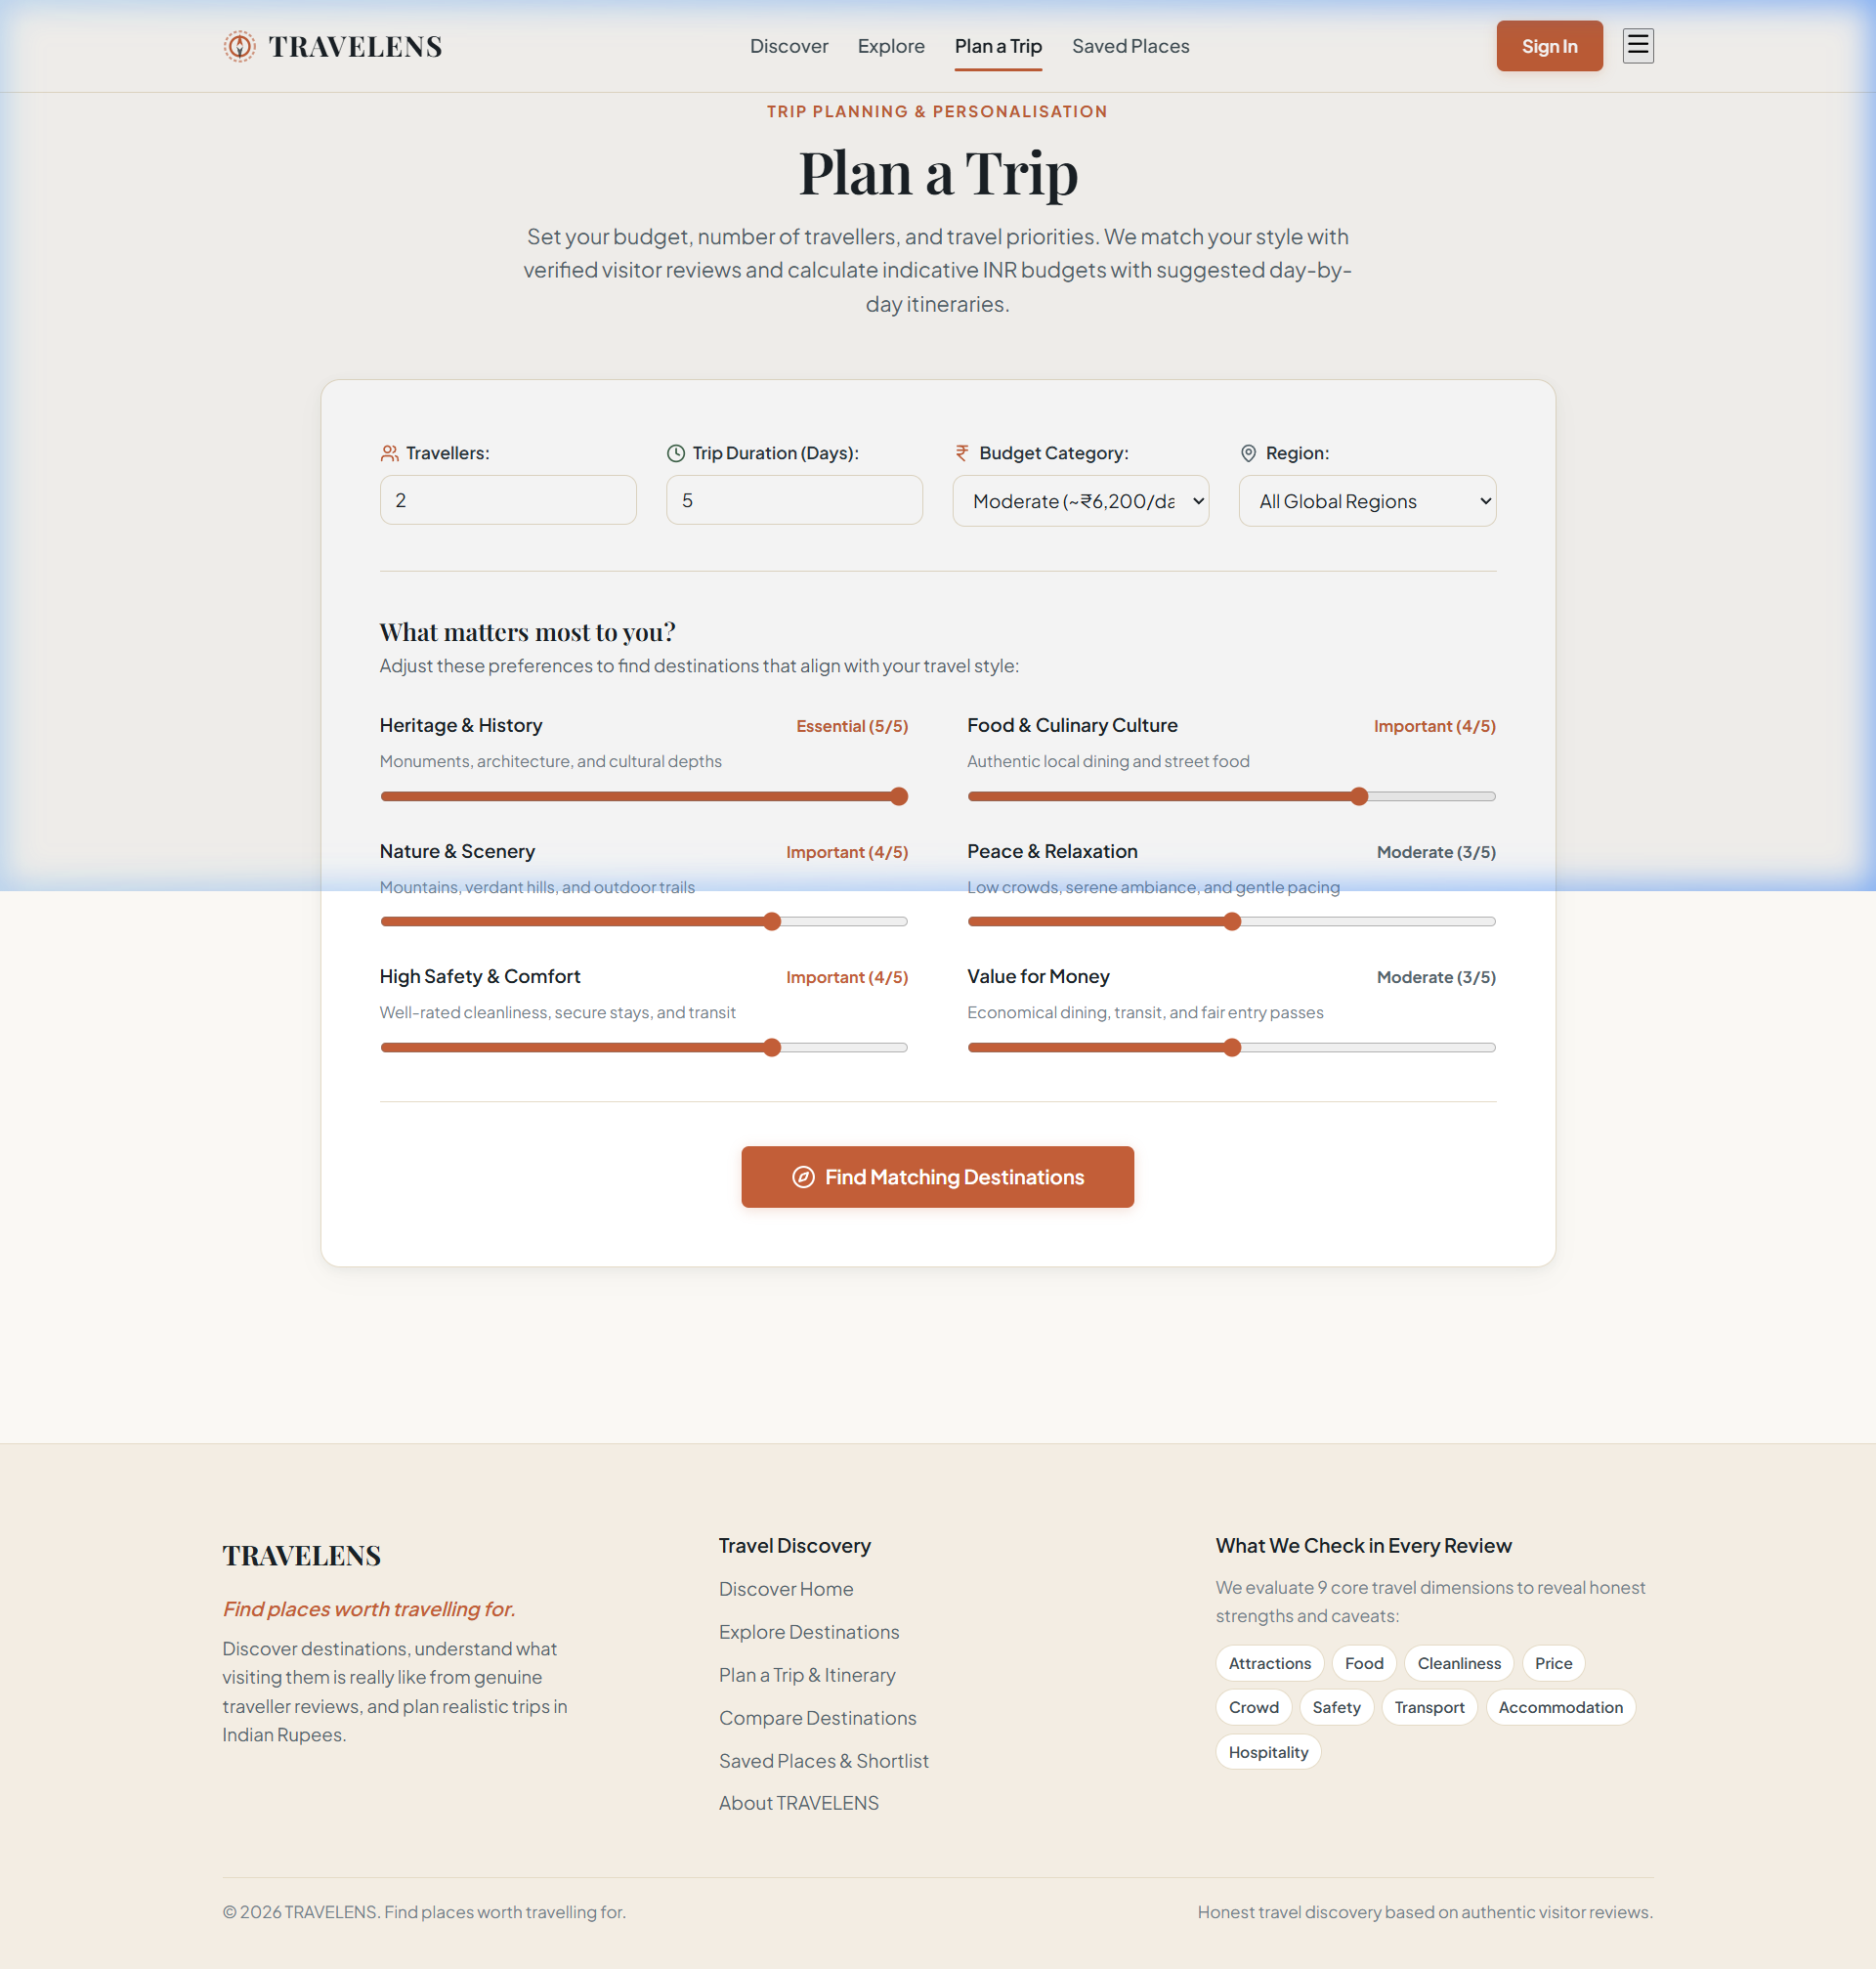 TRAVELENS
Discover Explore Plan a Trip Saved Places
Sign In
TRIP PLANNING & PERSONALISATION
Plan a Trip
Set your budget, number of travellers, and travel priorities. We match your style with
verified visitor reviews and calculate indicative INR budgets with suggested day-by-
day itineraries.
Travellers:
2
Trip Duration (Days):
5
Budget Category:
Moderate (~₹6,200/da
Region:
All Global Regions
What matters most to you?
Adjust these preferences to find destinations that align with your travel style:
Heritage & History Essential (5/5)
Monuments, architecture, and cultural depths
Food & Culinary Culture Important (4/5)
Authentic local dining and street food
Nature & Scenery Important (4/5)
Mountains, verdant hills, and outdoor trails
Peace & Relaxation Moderate (3/5)
Low crowds, serene ambiance, and gentle pacing
High Safety & Comfort Important (4/5)
Well-rated cleanliness, secure stays, and transit
Value for Money Moderate (3/5)
Economical dining, transit, and fair entry passes
Find Matching Destinations
TRAVELENS
Find places worth travelling for.
Discover destinations, understand what
visiting them is really like from genuine
traveller reviews, and plan realistic trips in
Indian Rupees.
Travel Discovery
Discover Home
Explore Destinations
Plan a Trip & Itinerary
Compare Destinations
Saved Places & Shortlist
About TRAVELENS
What We Check in Every Review
We evaluate 9 core travel dimensions to reveal honest
strengths and caveats:
Attractions Food Cleanliness Price
Crowd Safety Transport Accommodation
Hospitality
© 2026 TRAVELENS. Find places worth travelling for.
Honest travel discovery based on authentic visitor reviews.